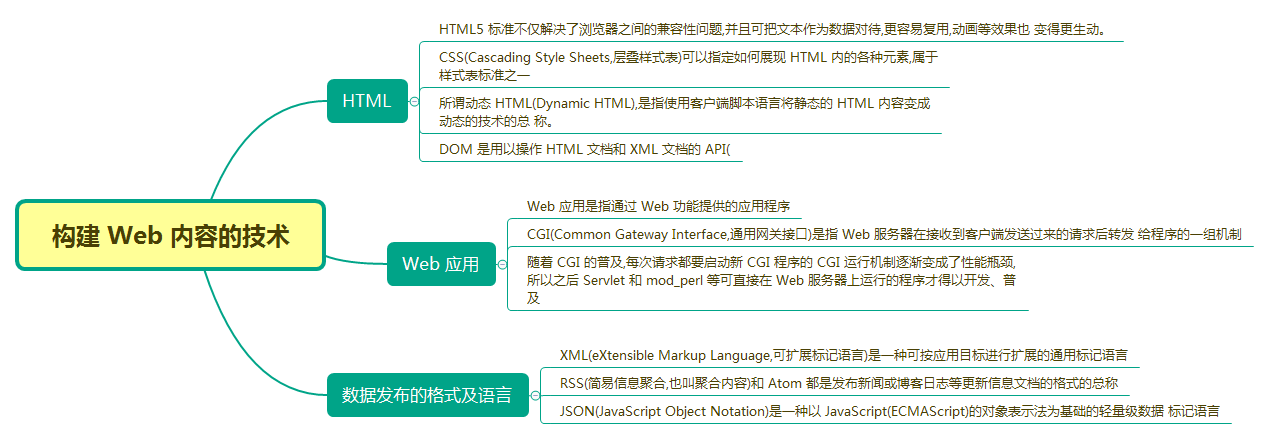 构建 Web 内容的技术
HTML
HTML5 标准不仅解决了浏览器之间的兼容性问题,并且可把文本作为数据对待,更容易复用,动画等效果也 变得更生动。
CSS(Cascading Style Sheets,层叠样式表)可以指定如何展现 HTML 内的各种元素,属于
样式表标准之一
所谓动态 HTML(Dynamic HTML),是指使用客户端脚本语言将静态的 HTML 内容变成
动态的技术的总 称。
DOM 是用以操作 HTML 文档和 XML 文档的 API(
Web 应用
Web 应用是指通过 Web 功能提供的应用程序
CGI(Common Gateway Interface,通用网关接口)是指 Web 服务器在接收到客户端发送过来的请求后转发 给程序的一组机制
随着 CGI 的普及,每次请求都要启动新 CGI 程序的 CGI 运行机制逐渐变成了性能瓶颈,
所以之后 Servlet 和 mod_perl 等可直接在 Web 服务器上运行的程序才得以开发、普
及
数据发布的格式及语言
XML(eXtensible Markup Language,可扩展标记语言)是一种可按应用目标进行扩展的通用标记语言
RSS(简易信息聚合,也叫聚合内容)和 Atom 都是发布新闻或博客日志等更新信息文档的格式的总称
JSON(JavaScript Object Notation)是一种以 JavaScript(ECMAScript)的对象表示法为基础的轻量级数据 标记语言